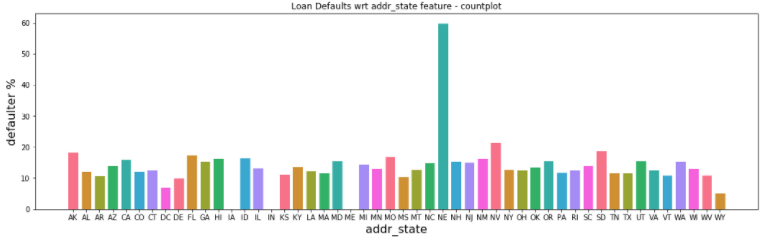 Loan Defaults wrt addr_state feature - countplot
defaulter %
60
50
40
30
20
10
0
AK AL AR AZ CA CO CT DC DE FL GA HI IA ID IL IN KS KY LA MA MD ME MI MN MO MS MT NC NE NH NJ NM NV NY OH OK OR PA RI SC SD TN TX UT VA VT WA WI WV WY
addr_state